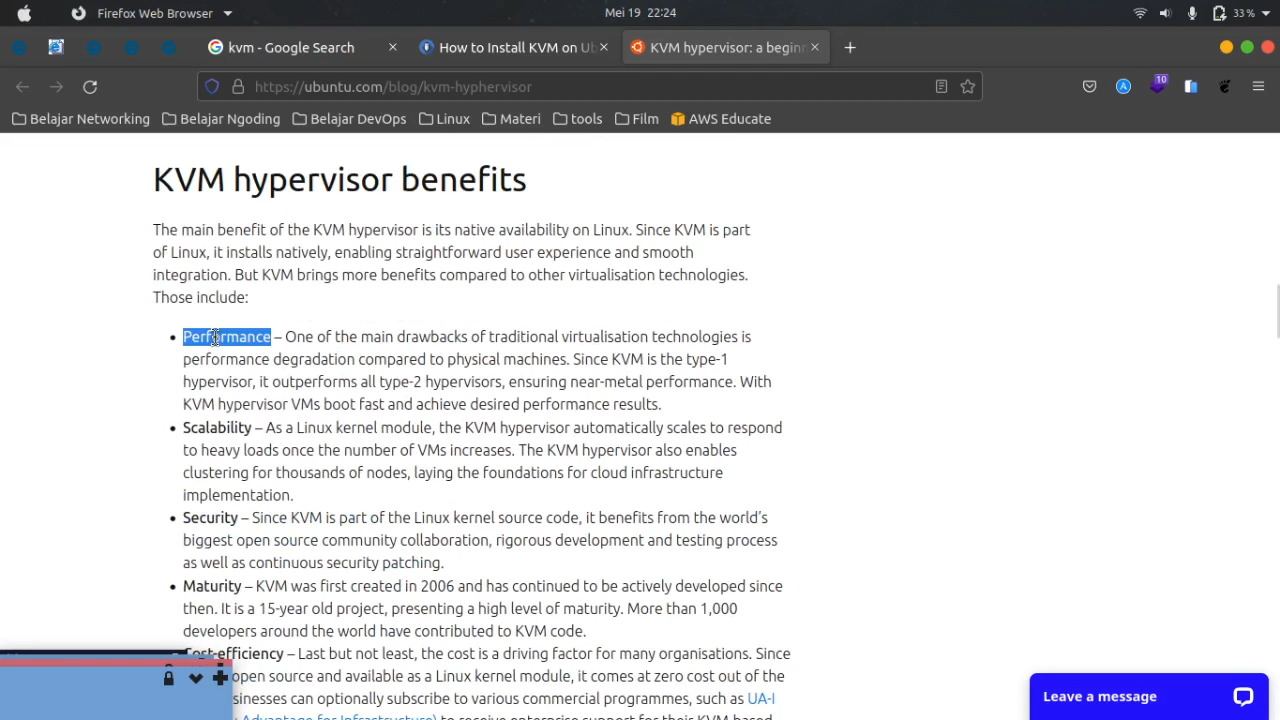 Firefox Web Browser
Mei 19 22:24
33 %
kvm - Google Search
How to Install KVM on Ub
KVM hypervisor: a beginn
https://ubuntu.com/blog/kvm-hyphervisor
10
Belajar Networking
Belajar Ngoding
Belajar DevOps
Linux
Materi
tools
Film
AWS Educate
KVM hypervisor benefits
The main benefit of the KVM hypervisor is its native availability on Linux. Since KVM is part
of Linux, it installs natively, enabling straightforward user experience and smooth
integration. But KVM brings more benefits compared to other virtualisation technologies.
Those include:
• Performance – One of the main drawbacks of traditional virtualisation technologies is
performance degradation compared to physical machines. Since KVM is the type-1
hypervisor, it outperforms all type-2 hypervisors, ensuring near-metal performance. With
KVM hypervisor VMs boot fast and achieve desired performance results.
• Scalability – As a Linux kernel module, the KVM hypervisor automatically scales to respond
to heavy loads once the number of VMs increases. The KVM hypervisor also enables
clustering for thousands of nodes, laying the foundations for cloud infrastructure
implementation.
• Security – Since KVM is part of the Linux kernel source code, it benefits from the world’s
biggest open source community collaboration, rigorous development and testing process
as well as continuous security patching.
• Maturity – KVM was first created in 2006 and has continued to be actively developed since
then. It is a 15-year old project, presenting a high level of maturity. More than 1,000
developers around the world have contributed to KVM code.
Cost-efficiency – Last but not least, the cost is a driving factor for many organisations. Since
open source and available as a Linux kernel module, it comes at zero cost out of the
sinesses can optionally subscribe to various commercial programmes, such as UA-I
Advantage for Infrastructure) to receive enterprise support for their KVM-based
Leave a message